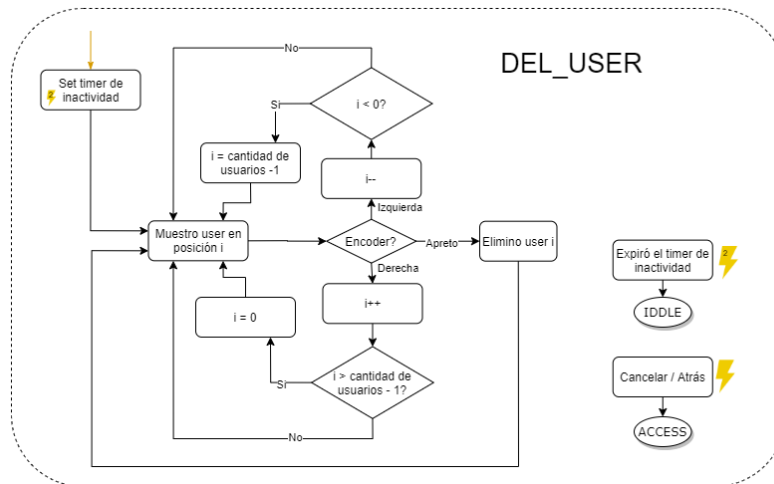 DEL_USER
Set timer de
inactividad
2
No
i < 0?
Si
i = cantidad de
usuarios -1
i--
Izquierda
Muestro user en
posición i
Encoder?
Apreto
Elimino user i
Derecha
i++
i = 0
i > cantidad de
usuarios - 1?
Si
No
Expiró el timer de
inactividad
2
IDDLE
Cancelar / Atrás
ACCESS